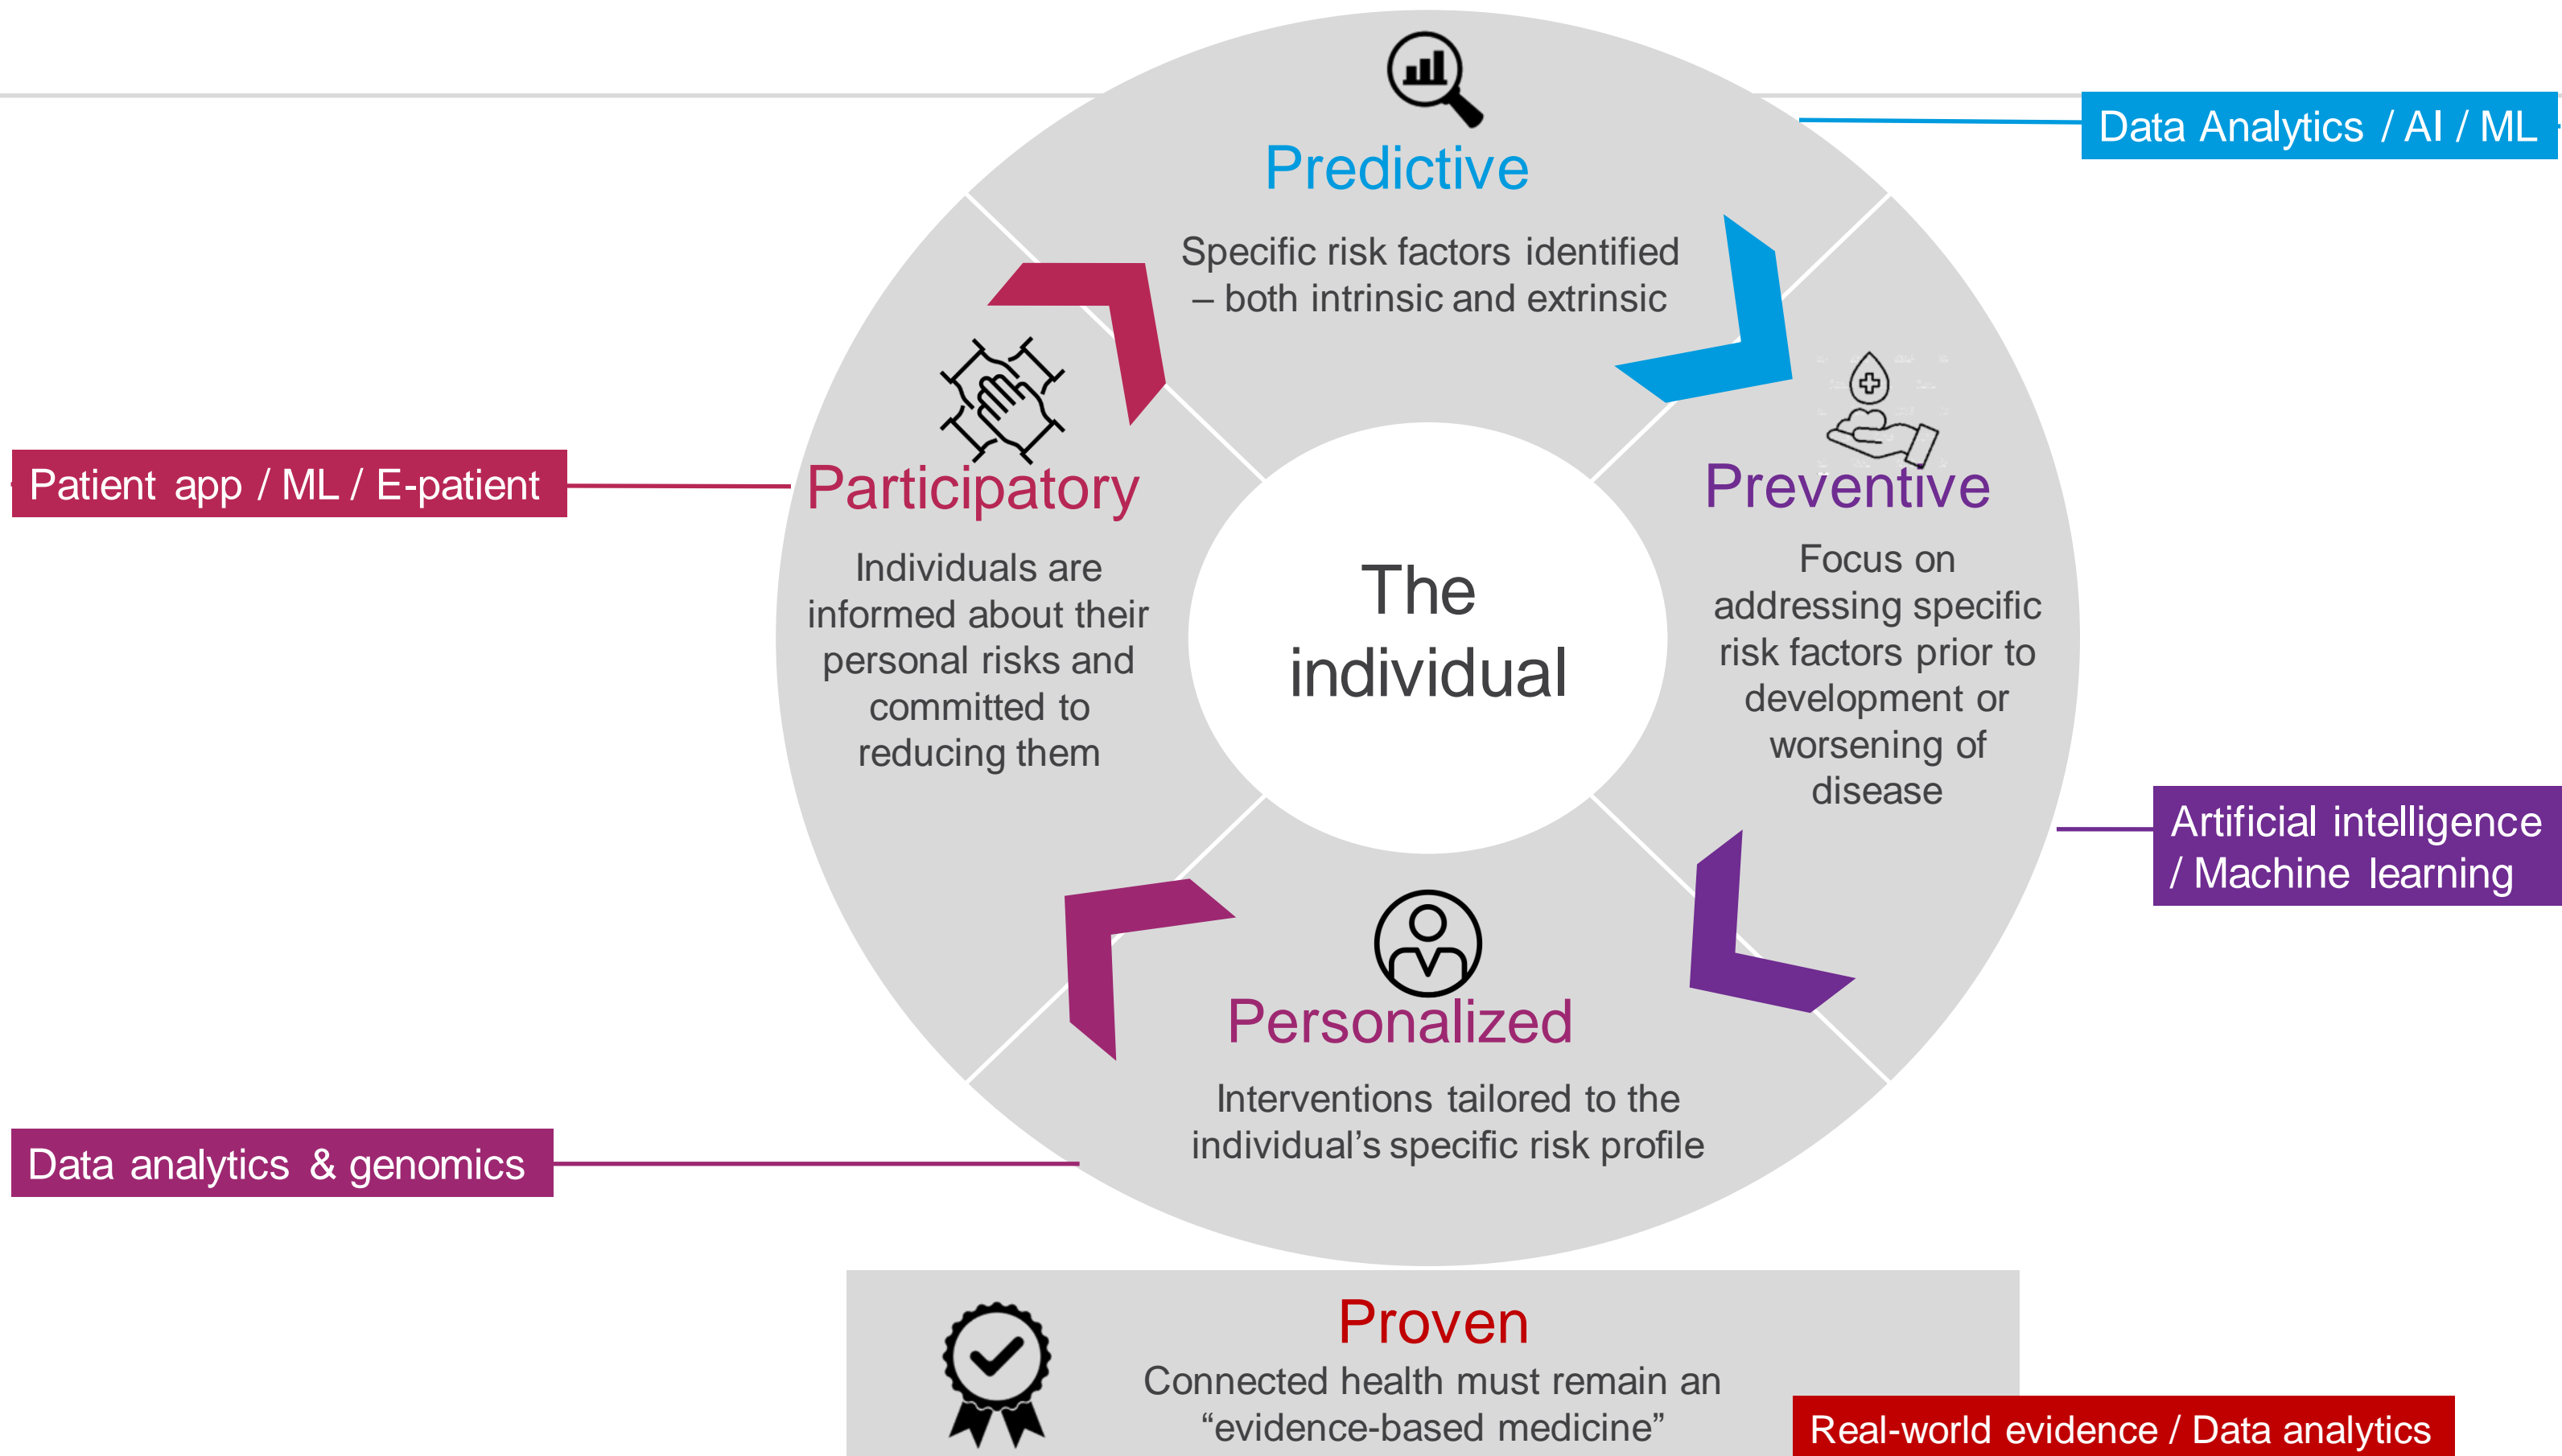 Predictive
Specific risk factors identified
– both intrinsic and extrinsic
Data Analytics / AI / ML
Preventive
Focus on
addressing specific
risk factors prior to
development or
worsening of
disease
Artificial intelligence
/ Machine learning
Personalized
Interventions tailored to the
individual’s specific risk profile
Data analytics & genomics
Participatory
Individuals are
informed about their
personal risks and
committed to
reducing them
Patient app / ML / E-patient
The
individual
Proven
Connected health must remain an
“evidence-based medicine”
Real-world evidence / Data analytics